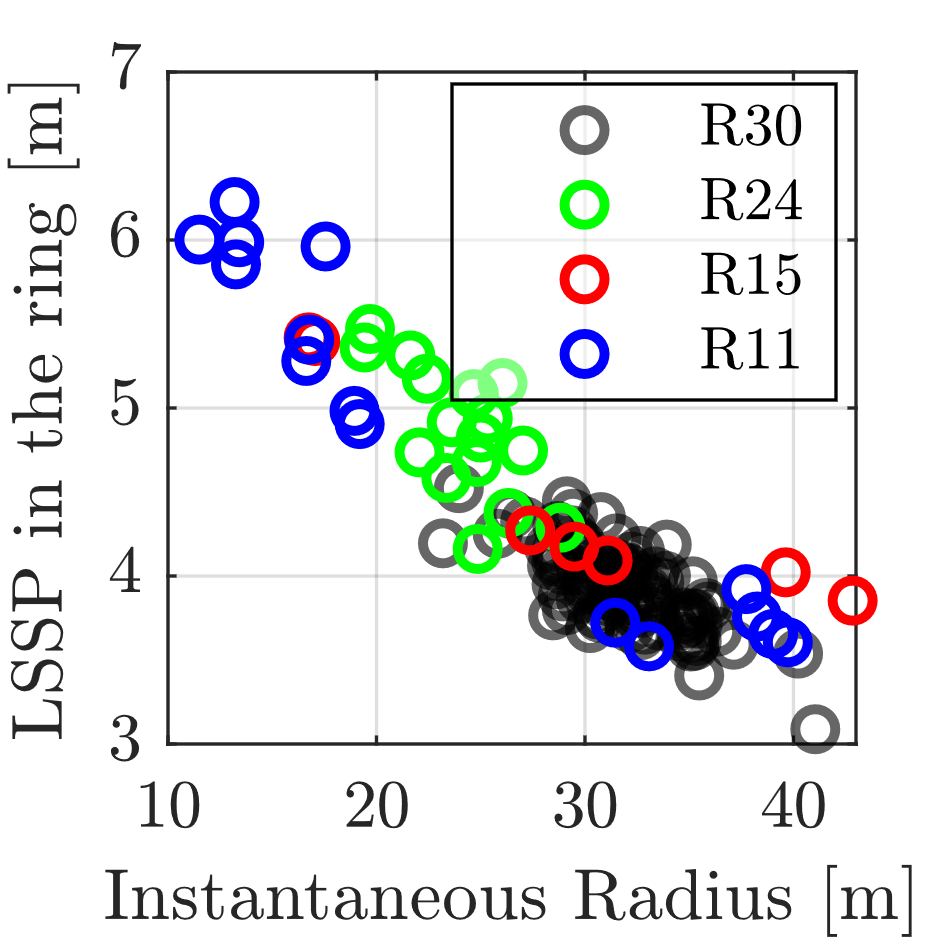 LSSP in the ring [m]
7
6
5
4
3
R30
R24
R15
R11
10 20 30 40
Instantaneous Radius [m]